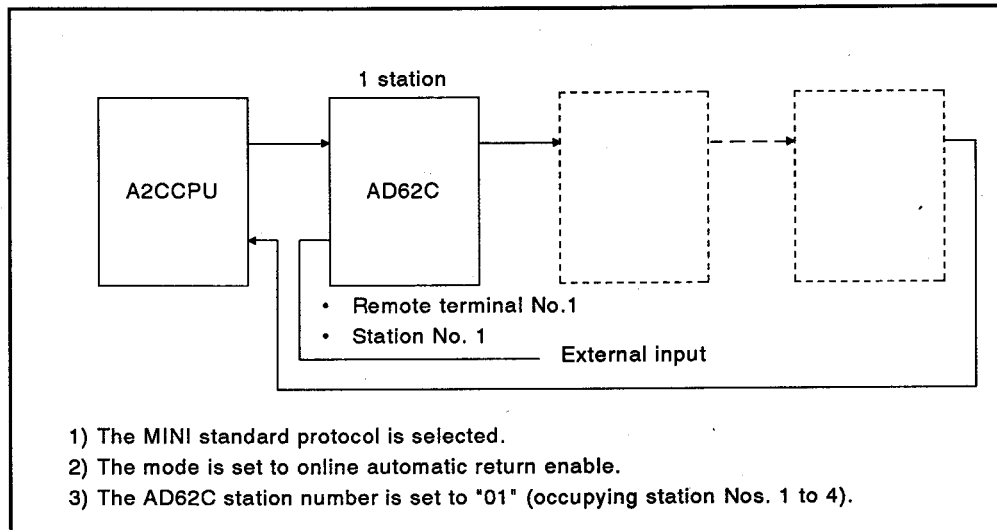 1 station
A2CCPU
AD62C
• Remote terminal No.1
• Station No. 1
External input
1) The MINI standard protocol is selected.
2) The mode is set to online automatic return enable.
3) The AD62C station number is set to "01" (occupying station Nos. 1 to 4).